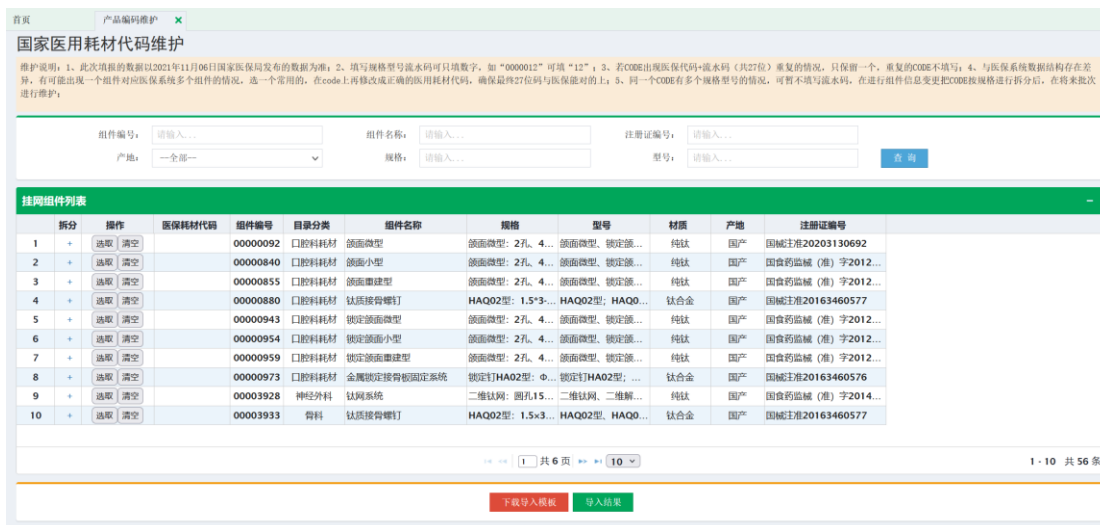 首页 产品编码维护 ×
国家医用耗材代码维护
维护说明：1、此次填报的数据以2021年11月06日国家医保局发布的数据为准；2、填写规格型号流水码可只填数字，如“0000012”可填“12”；3、若CODE出现医保代码+流水码（共27位）重复的情况，只保留一个，重复的CODE不填写；4、与医保系统数据结构存在差
异，有可能出现一个组件对应医保系统多个组件的情况，选一个常用的，在code上再修改成正确的医用耗材代码，确保最终27位码与医保能对的上；5、同一个CODE有多个规格型号的情况，可暂不填写流水码，在进行组件信息变更把CODE按规格进行拆分后，在将来批次
进行维护；
组件编号： 请输入... 组件名称： 请输入... 注册证编号： 请输入...
产地： --全部-- 规格： 请输入... 型号： 请输入... 查 询
挂网组件列表 −
拆分 操作 医保耗材代码 组件编号 目录分类 组件名称 规格 型号 材质 产地 注册证编号
1 + 选取 清空 00000092 口腔科耗材 颌面微型 颌面微型：2孔、4... 颌面微型、锁定颌... 纯钛 国产 国械注准20203130692
2 + 选取 清空 00000840 口腔科耗材 颌面小型 颌面微型：2孔、4... 颌面微型、锁定颌... 纯钛 国产 国食药监械（准）字2012...
3 + 选取 清空 00000855 口腔科耗材 颌面重建型 颌面微型：2孔、4... 颌面微型、锁定颌... 纯钛 国产 国食药监械（准）字2012...
4 + 选取 清空 00000880 口腔科耗材 钛质接骨螺钉 HAQ02型：1.5*3-... HAQ02型；HAQ0... 钛合金 国产 国械注准20163460577
5 + 选取 清空 00000943 口腔科耗材 锁定颌面微型 颌面微型：2孔、4... 颌面微型、锁定颌... 纯钛 国产 国食药监械（准）字2012...
6 + 选取 清空 00000954 口腔科耗材 锁定颌面小型 颌面微型：2孔、4... 颌面微型、锁定颌... 纯钛 国产 国食药监械（准）字2012...
7 + 选取 清空 00000959 口腔科耗材 锁定颌面重建型 颌面微型：2孔、4... 颌面微型、锁定颌... 纯钛 国产 国食药监械（准）字2012...
8 + 选取 清空 00000973 口腔科耗材 金属锁定接骨板固定系统 锁定钉HA02型：Φ... 锁定钉HA02型；... 钛合金 国产 国械注准20163460576
9 + 选取 清空 00003928 神经外科 钛网系统 二维钛网：圆孔15... 二维钛网、二维解... 纯钛 国产 国食药监械（准）字2014...
10 + 选取 清空 00003933 骨科 钛质接骨螺钉 HAQ02型：1.5×3... HAQ02型、HAQ0... 钛合金 国产 国械注准20163460577
1 共 6 页 10 1 - 10 共 56 条
下载导入模板 导入结果